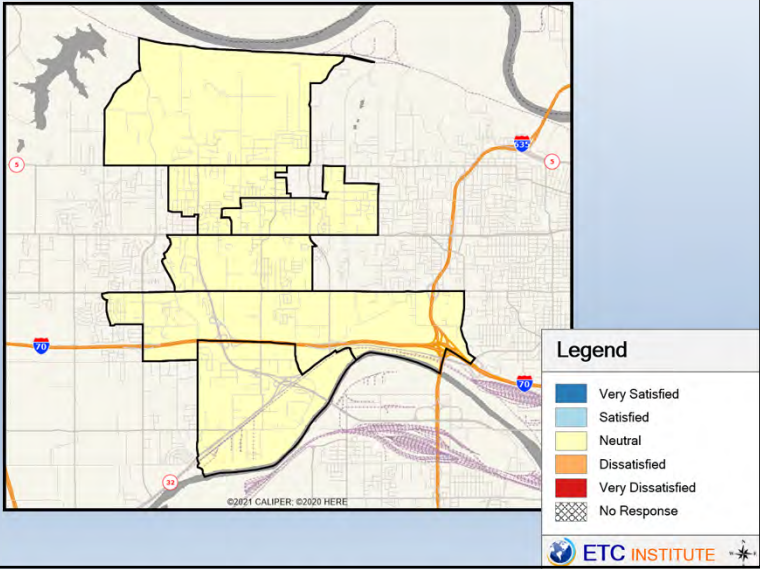 635
5
5
70
Legend
70
Very Satisfied
Satisfied
Neutral
Dissatisfied
Very Dissatisfied
32
No Response
©2021 CALIPER; ©2020 HERE
ETC INSTITUTE